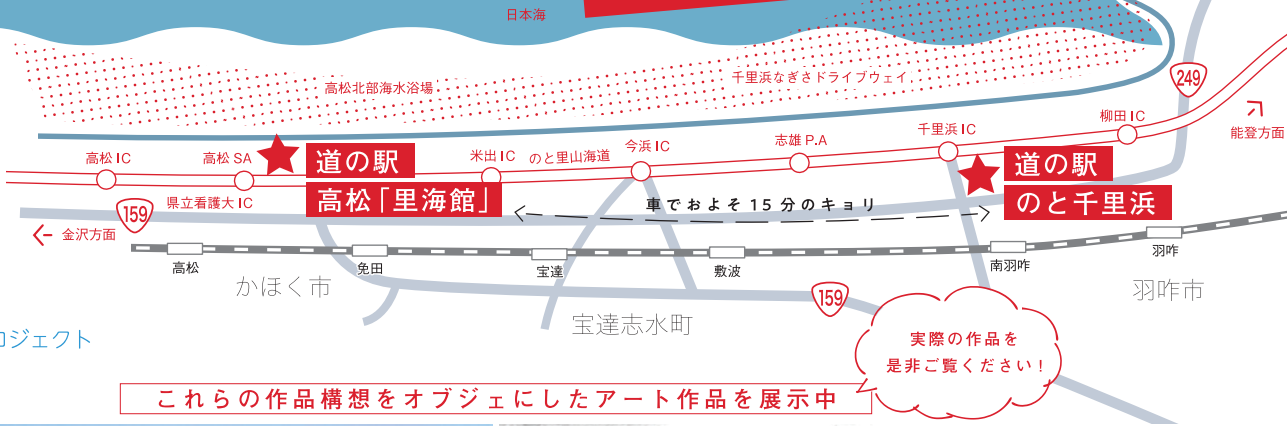 日本海
高松北部海水浴場
千里浜なぎさドライブウェイ
249
能登方面
高松 IC
高松 SA
県立看護大 IC
道の駅
高松「里海館」
米出 IC
のと里山海道
今浜 IC
志雄 P.A
千里浜 IC
柳田 IC
道の駅
のと千里浜
159
金沢方面
車でおよそ15分のキョリ
高松
免田
宝達
敷波
南羽咋
羽咋
かほく市
宝達志水町
羽咋市
159
ジェクト
実際の作品を
是非ご覧ください!
これらの作品構想をオブジェにしたアート作品を展示中